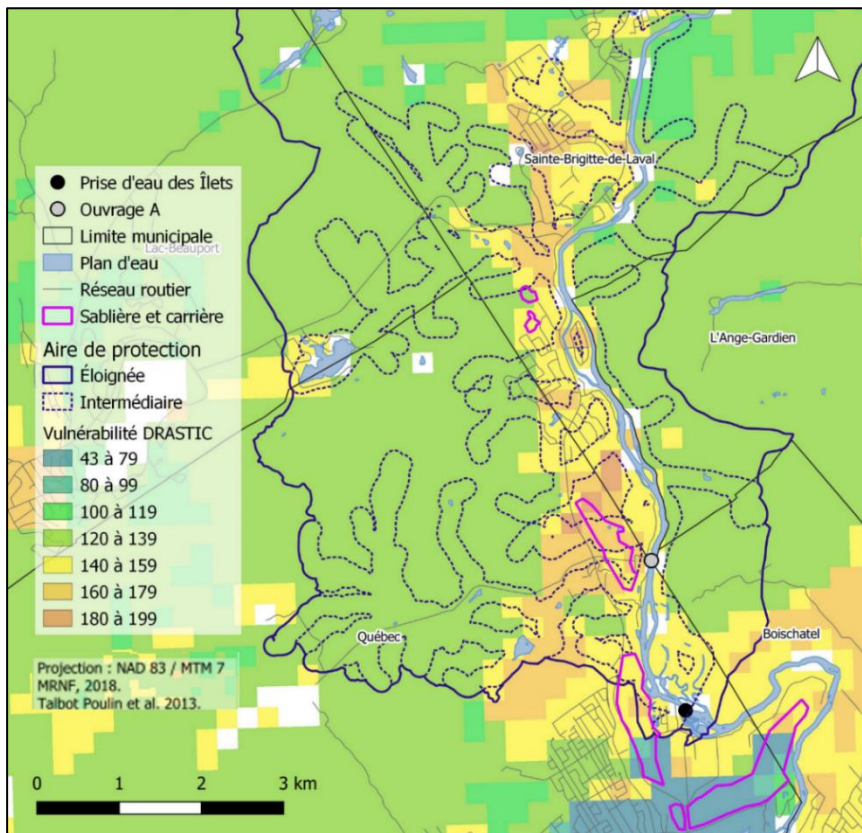 Sainte-Brigitte-de-Laval
Prise d'eau des Îlets
Ouvrage A
Limite municipale
Lac-Beauport
Plan d'eau
Réseau routier
Sablière et carrière
L'Ange-Gardien
Aire de protection
Éloignée
Intermédiaire
Vulnérabilité DRASTIC
43 à 79
80 à 99
100 à 119
120 à 139
140 à 159
160 à 179
180 à 199
Québec
Boischatel
Projection : NAD 83 / MTM 7
MRNF, 2018.
Talbot Poulin et al. 2013.
0 1 2 3 km